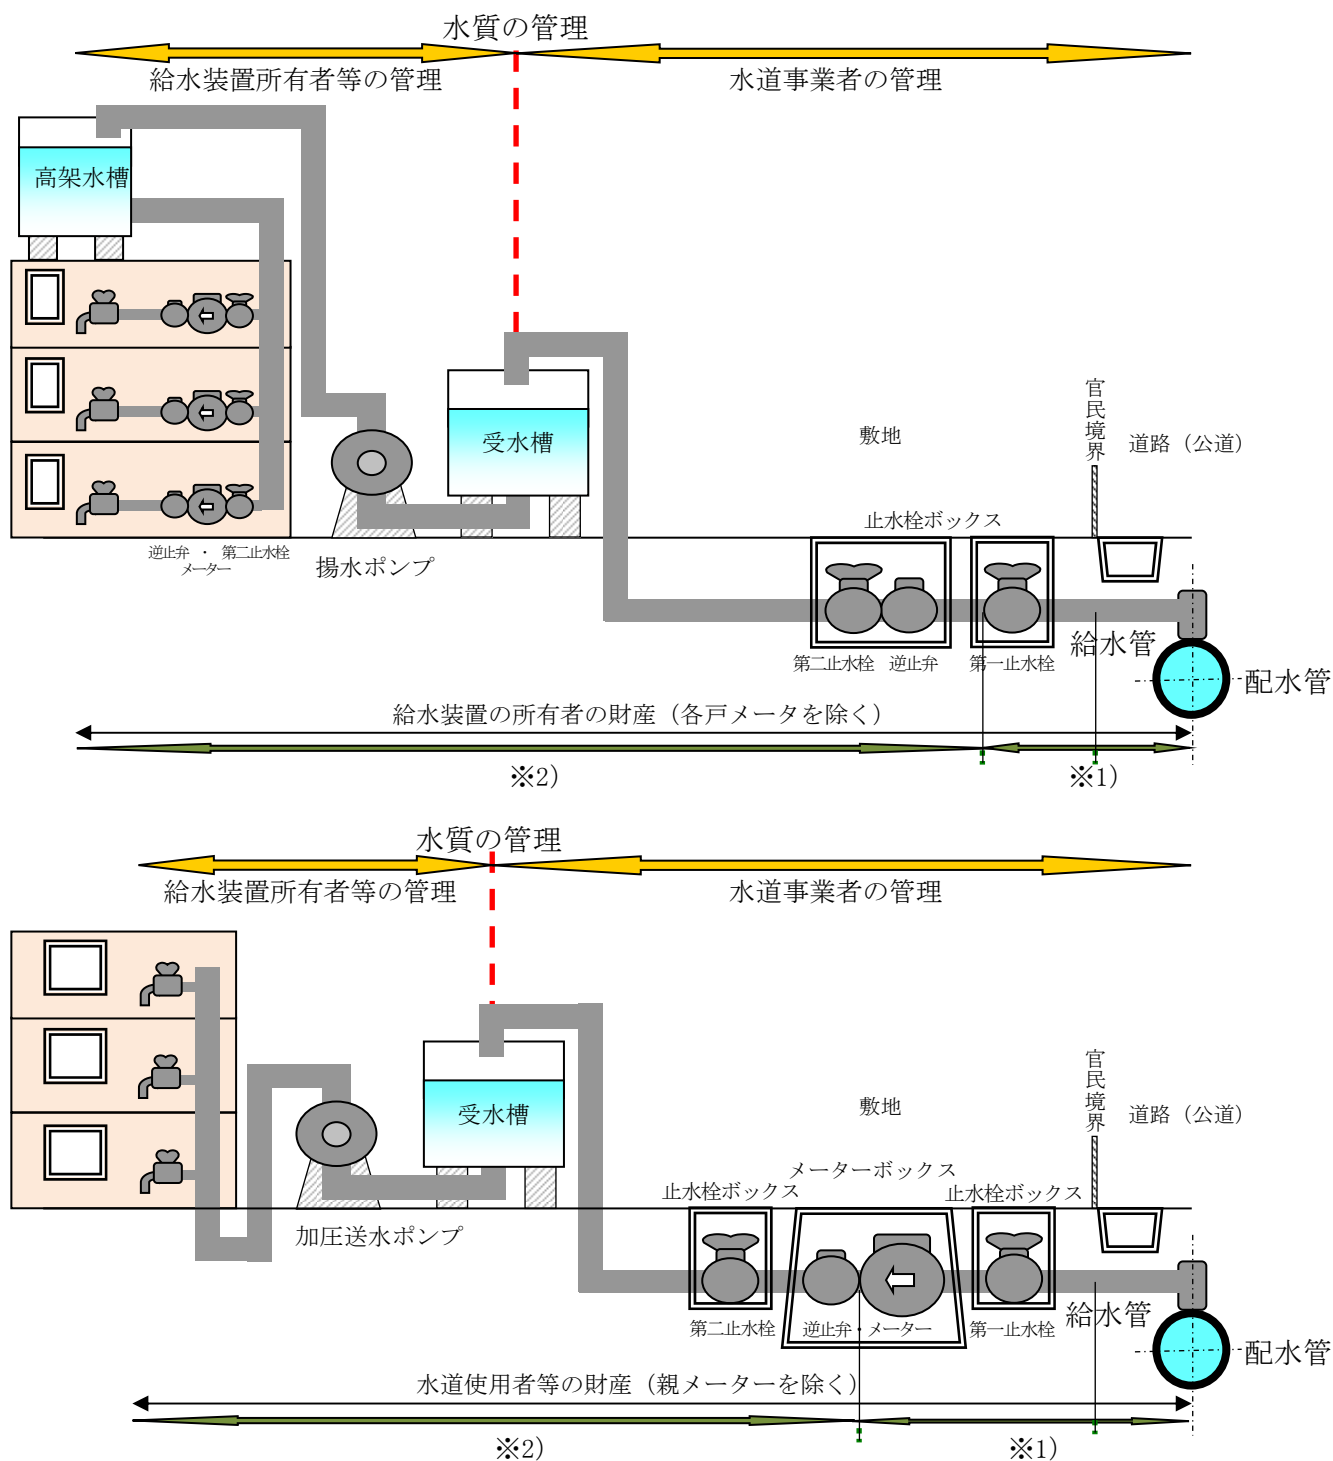 水質の管理
給水装置所有者等の管理
水道事業者の管理
高架水槽
受水槽
敷地
官民境界
道路（公道）
止水栓ボックス
逆止弁 ・ 第二止水栓
メーター
揚水ポンプ
第二止水栓
逆止弁
第一止水栓
給水管
配水管
給水装置の所有者の財産（各戸メータを除く）
※2）
※1）
水質の管理
給水装置所有者等の管理
水道事業者の管理
受水槽
敷地
官民境界
道路（公道）
メーターボックス
止水栓ボックス
止水栓ボックス
加圧送水ポンプ
第二止水栓
逆止弁・メーター
第一止水栓
給水管
配水管
水道使用者等の財産（親メーターを除く）
※2）
※1）